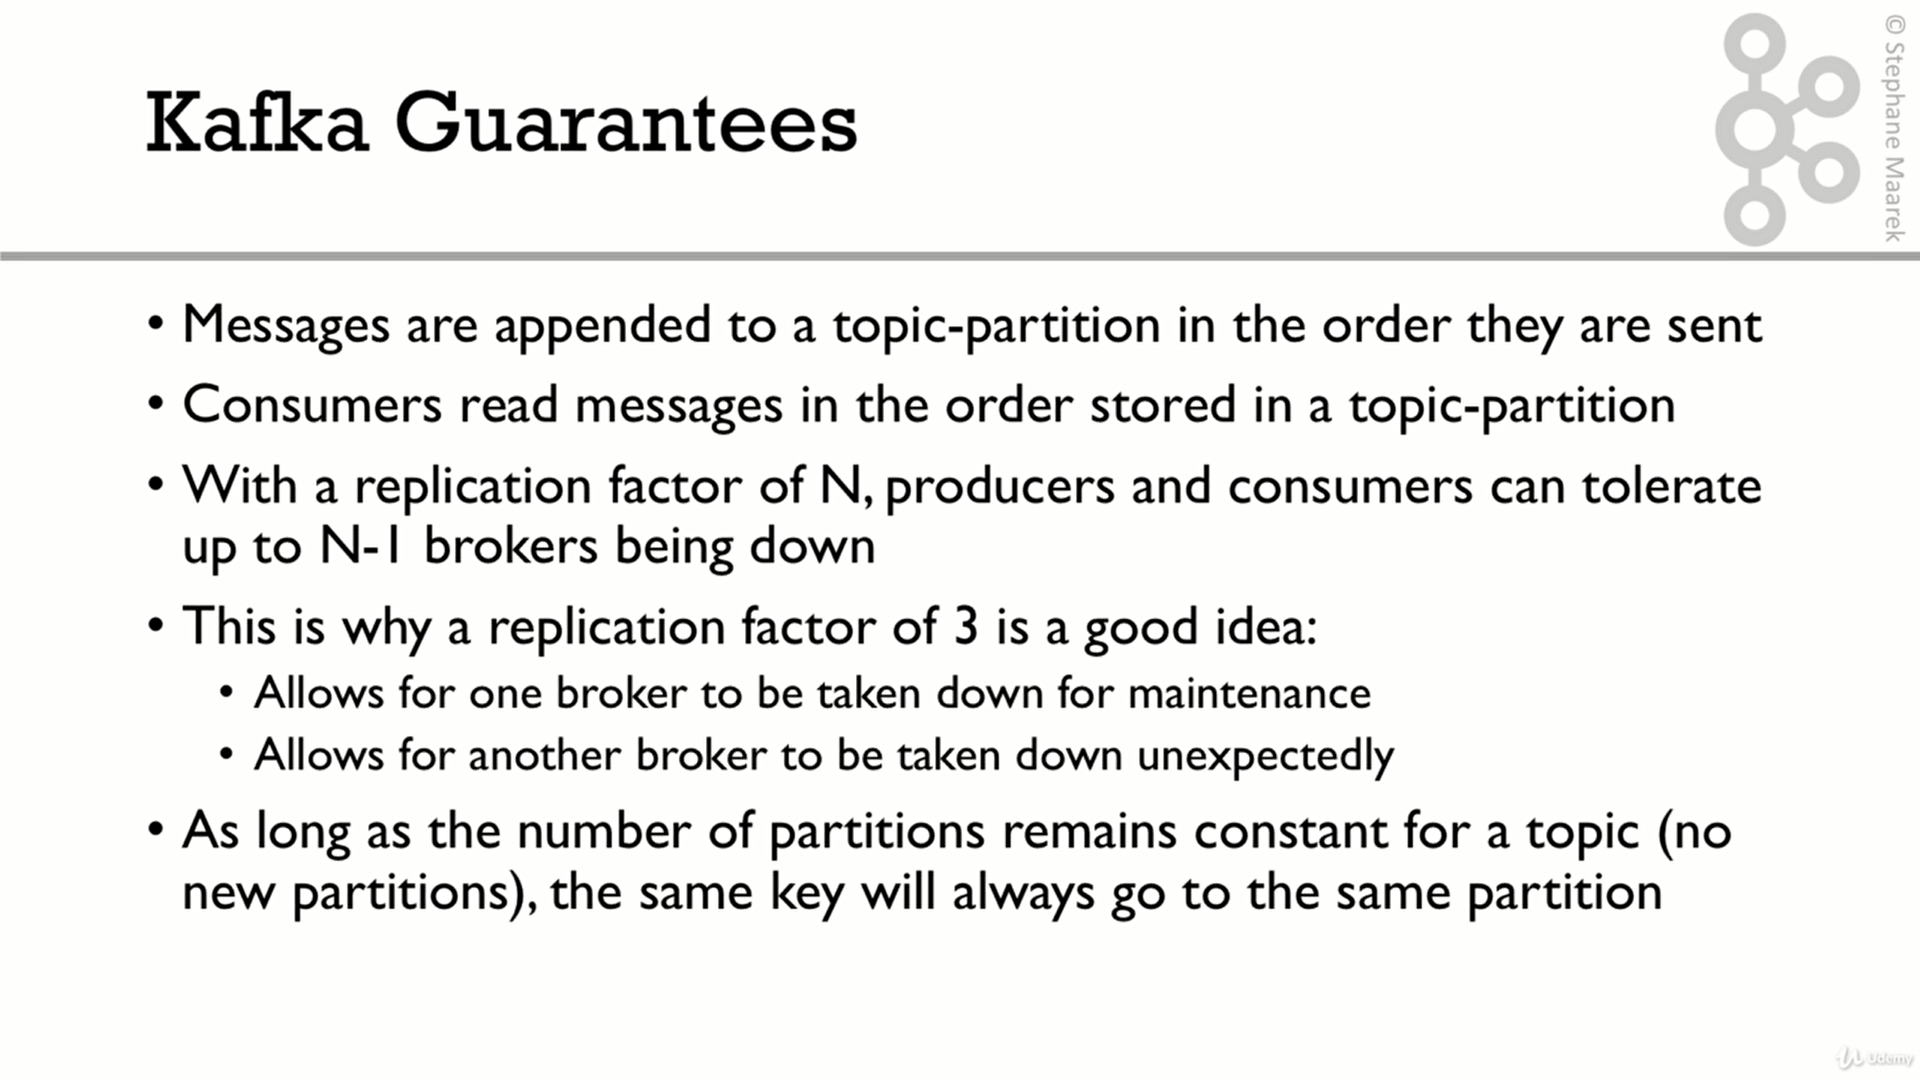 Kafka Guarantees
© Stephane Maarek
• Messages are appended to a topic-partition in the order they are sent
• Consumers read messages in the order stored in a topic-partition
• With a replication factor of N, producers and consumers can tolerate
up to N-1 brokers being down
• This is why a replication factor of 3 is a good idea:
• Allows for one broker to be taken down for maintenance
• Allows for another broker to be taken down unexpectedly
• As long as the number of partitions remains constant for a topic (no
new partitions), the same key will always go to the same partition
Udemy